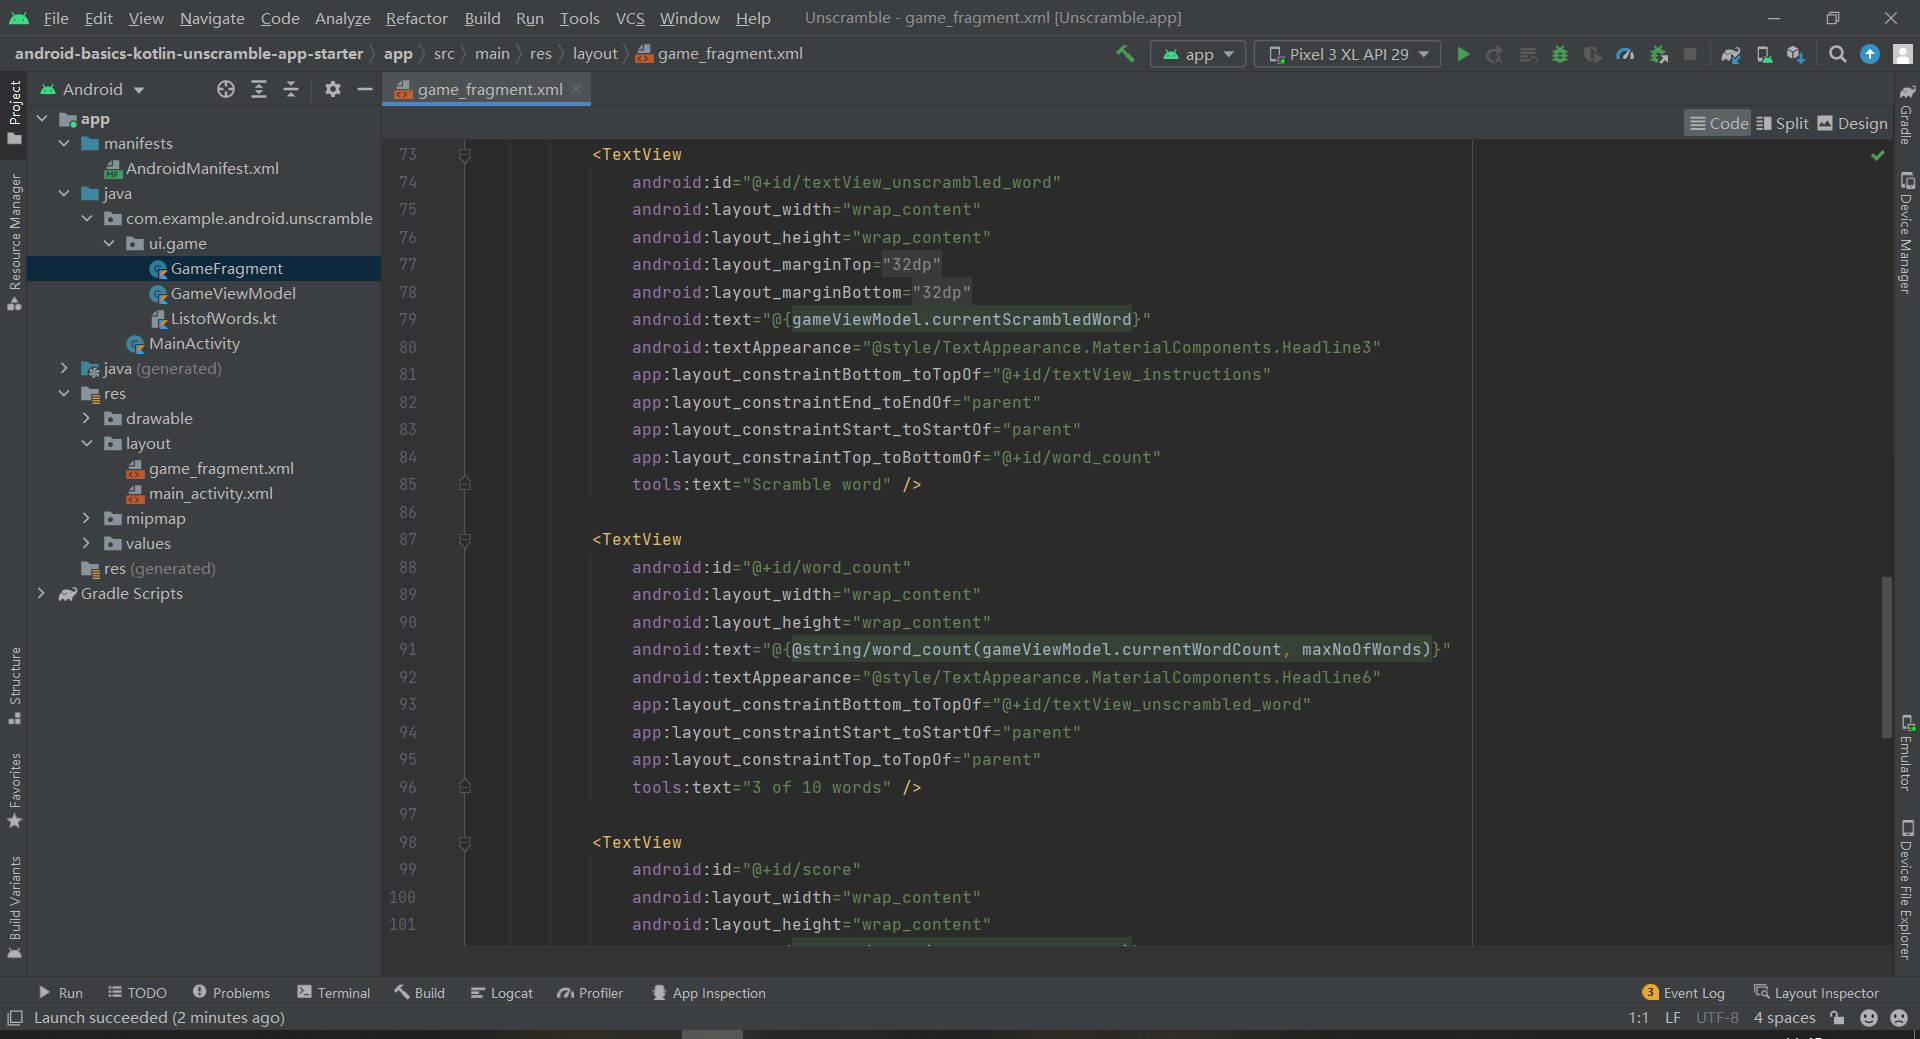 File Edit View Navigate Code Analyze Refactor Build Run Tools VCS Window Help Unscramble - game_fragment.xml [Unscramble.app]
android-basics-kotlin-unscramble-app-starter app src main res layout game_fragment.xml app Pixel 3 XL API 29
Project
Resource Manager
Structure
Favorites
Build Variants
Android
app
manifests
AndroidManifest.xml
java
com.example.android.unscramble
ui.game
GameFragment
GameViewModel
ListofWords.kt
MainActivity
java (generated)
res
drawable
layout
game_fragment.xml
main_activity.xml
mipmap
values
res (generated)
Gradle Scripts
game_fragment.xml
Code Split Design
73 <TextView
74 android:id="@+id/textView_unscrambled_word"
75 android:layout_width="wrap_content"
76 android:layout_height="wrap_content"
77 android:layout_marginTop="32dp"
78 android:layout_marginBottom="32dp"
79 android:text="@{gameViewModel.currentScrambledWord}"
80 android:textAppearance="@style/TextAppearance.MaterialComponents.Headline3"
81 app:layout_constraintBottom_toTopOf="@+id/textView_instructions"
82 app:layout_constraintEnd_toEndOf="parent"
83 app:layout_constraintStart_toStartOf="parent"
84 app:layout_constraintTop_toBottomOf="@+id/word_count"
85 tools:text="Scramble word" />
86
87 <TextView
88 android:id="@+id/word_count"
89 android:layout_width="wrap_content"
90 android:layout_height="wrap_content"
91 android:text="@{@string/word_count(gameViewModel.currentWordCount, maxNoOfWords)}"
92 android:textAppearance="@style/TextAppearance.MaterialComponents.Headline6"
93 app:layout_constraintBottom_toTopOf="@+id/textView_unscrambled_word"
94 app:layout_constraintStart_toStartOf="parent"
95 app:layout_constraintTop_toTopOf="parent"
96 tools:text="3 of 10 words" />
97
98 <TextView
99 android:id="@+id/score"
100 android:layout_width="wrap_content"
101 android:layout_height="wrap_content"
Gradle
Device Manager
Emulator
Device File Explorer
Run TODO Problems Terminal Build Logcat Profiler App Inspection 3 Event Log Layout Inspector
Launch succeeded (2 minutes ago) 1:1 LF UTF-8 4 spaces